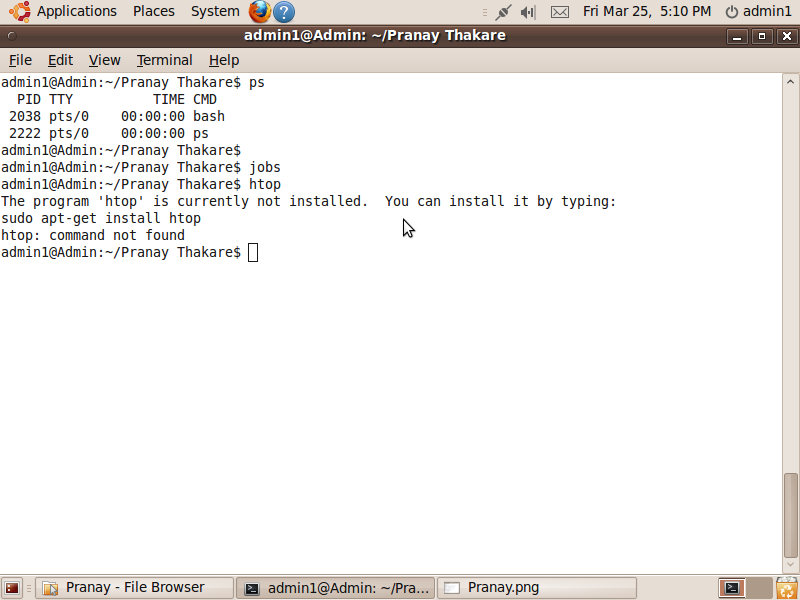 Applications Places System Fri Mar 25, 5:10 PM admin1
admin1@Admin: ~/Pranay Thakare
File Edit View Terminal Help
admin1@Admin:~/Pranay Thakare$ ps
  PID TTY          TIME CMD
 2038 pts/0    00:00:00 bash
 2222 pts/0    00:00:00 ps
admin1@Admin:~/Pranay Thakare$
admin1@Admin:~/Pranay Thakare$ jobs
admin1@Admin:~/Pranay Thakare$ htop
The program 'htop' is currently not installed.  You can install it by typing:
sudo apt-get install htop
htop: command not found
admin1@Admin:~/Pranay Thakare$
Pranay - File Browser admin1@Admin: ~/Pra... Pranay.png